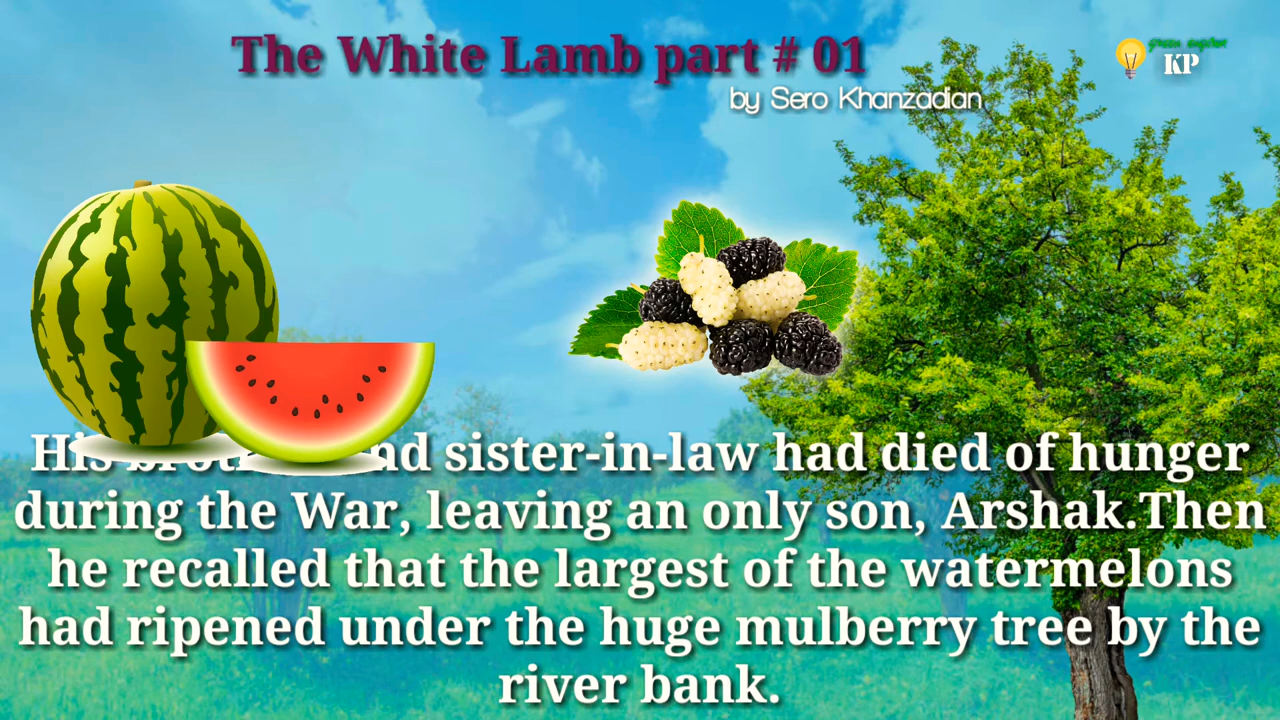 The White Lamb part # 01
by Sero Khanzadian
KP
His nd sister-in-law had died of hunger
during the War, leaving an only son, Arshak.Then
he recalled that the largest of the watermelons
had ripened under the huge mulberry tree by the
river bank.